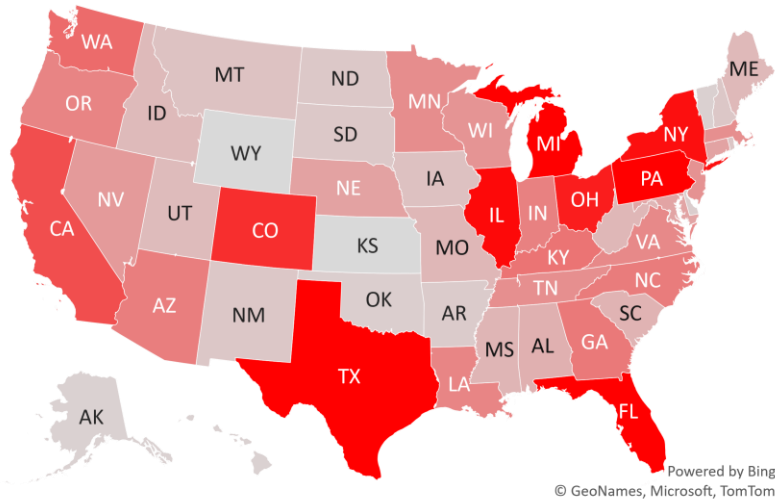 WA
MT
ND
ME
OR
ID
MN
SD
WI
WY
MI
NY
IA
PA
NE
NV
IL
IN
OH
UT
CO
CA
KS
MO
VA
KY
NC
TN
AZ
NM
OK
AR
SC
MS
AL
GA
TX
LA
AK
FL
Powered by Bing
© GeoNames, Microsoft, TomTom